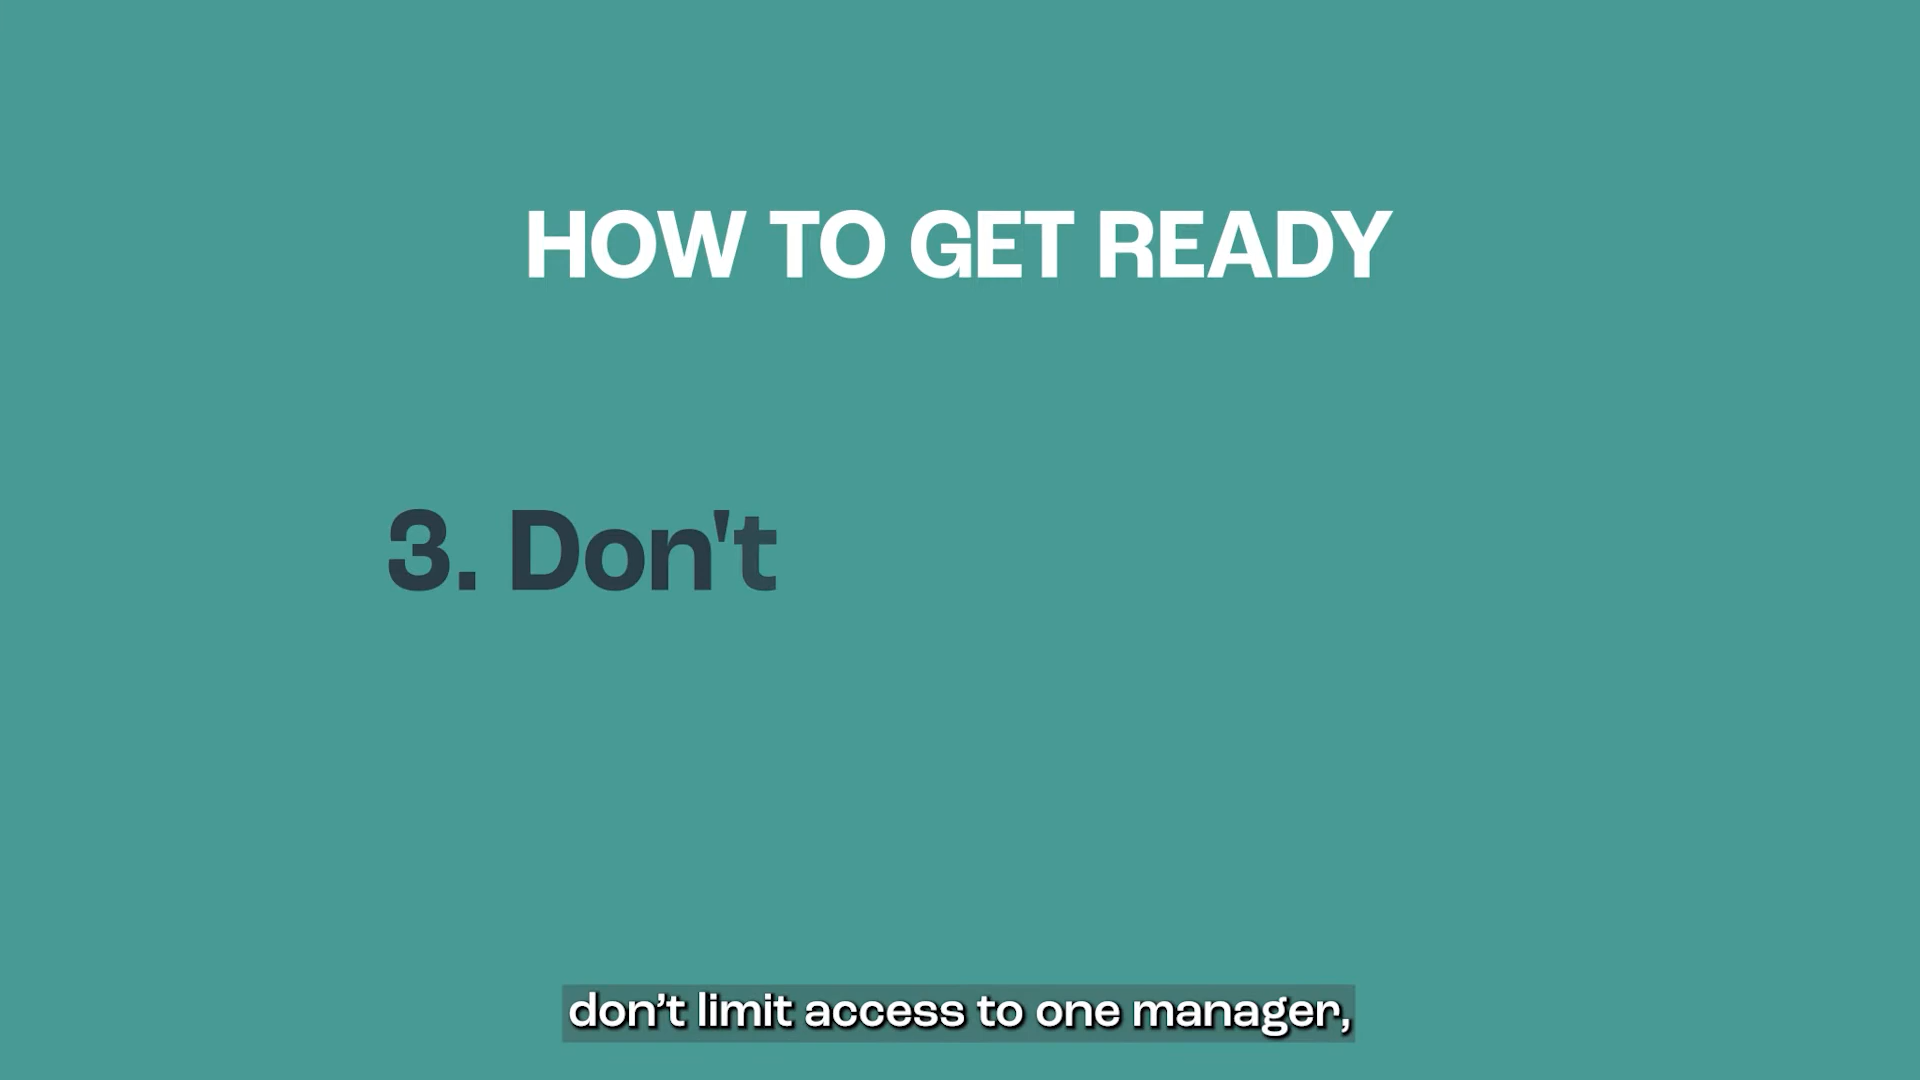 HOW TO GET READY
3. Don't
don’t limit access to one manager,